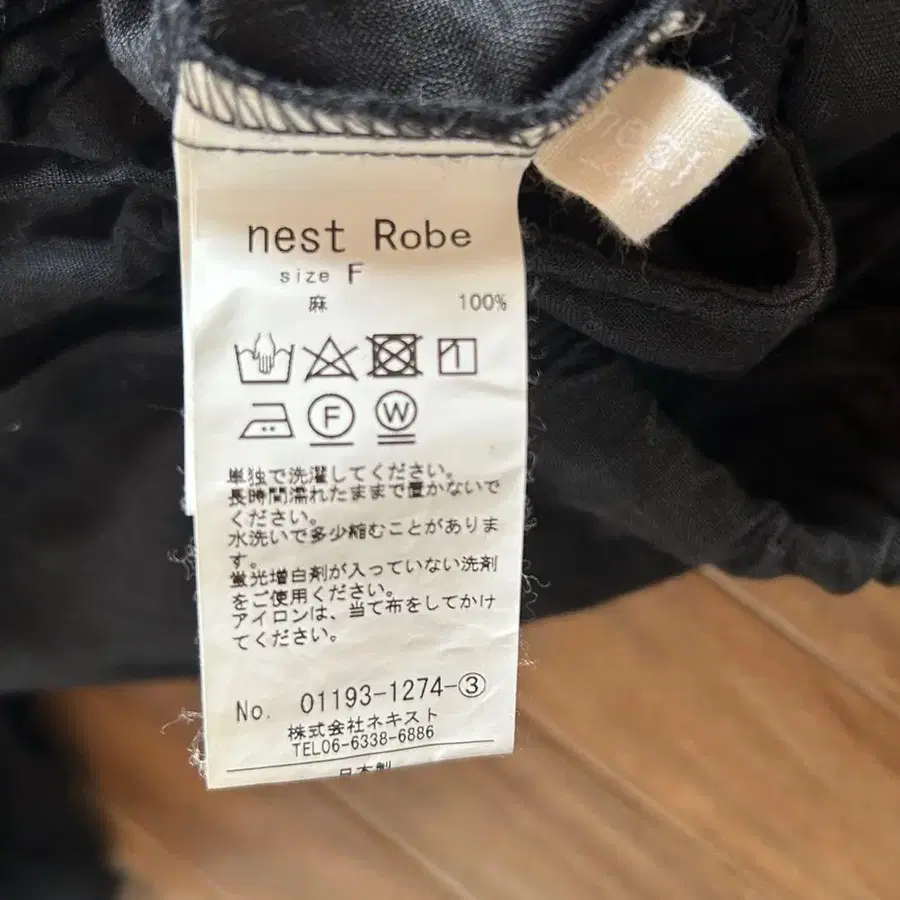 nest Robe
size F
麻 100%
F W
単独で洗濯してください。
長時間濡れたままで置かないで
ください。
水洗いで多少縮むことがありま
す。
蛍光増白剤が入っていない洗剤
をご使用ください。
アイロンは、当て布をしてかけ
てください。
No. 01193-1274-③
株式会社ネキスト
TEL06-6338-6886
日本製